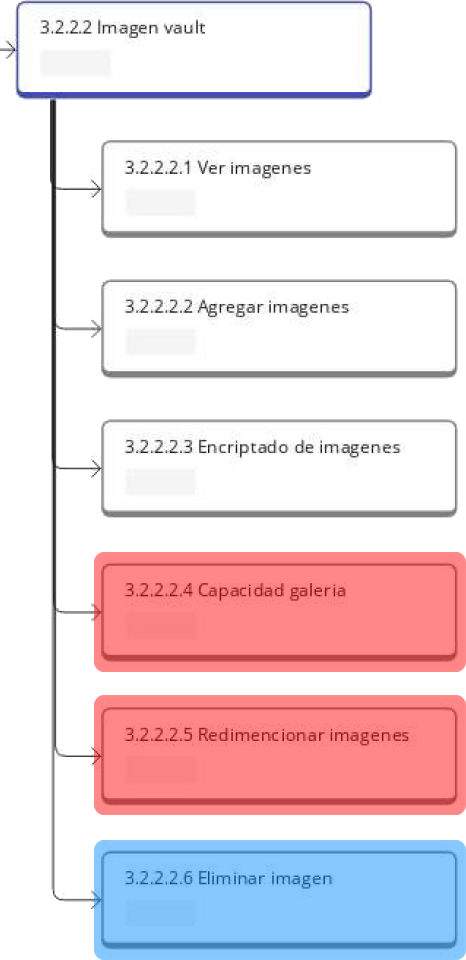 3.2.2.2 Imagen vault
3.2.2.2.1 Ver imagenes
3.2.2.2.2 Agregar imagenes
3.2.2.2.3 Encriptado de imagenes
3.2.2.2.4 Capacidad galeria
3.2.2.2.5 Redimencionar imagenes
3.2.2.2.6 Eliminar imagen